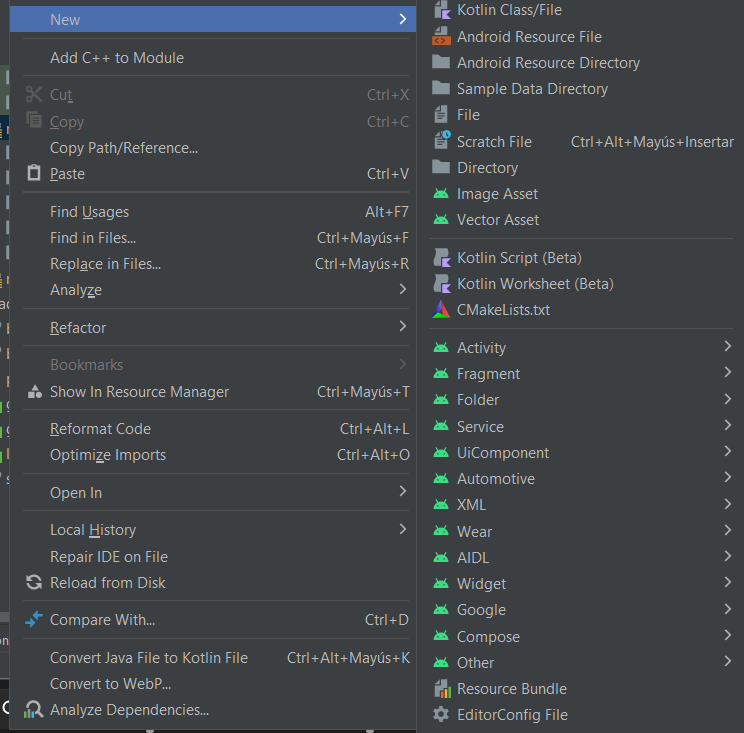 New
Add C++ to Module
Cut Ctrl+X
Copy Ctrl+C
Copy Path/Reference...
Paste Ctrl+V
Find Usages Alt+F7
Find in Files... Ctrl+Mayús+F
Replace in Files... Ctrl+Mayús+R
Analyze
Refactor
Bookmarks
Show In Resource Manager Ctrl+Mayús+T
Reformat Code Ctrl+Alt+L
Optimize Imports Ctrl+Alt+O
Open In
Local History
Repair IDE on File
Reload from Disk
Compare With... Ctrl+D
Convert Java File to Kotlin File Ctrl+Alt+Mayús+K
Convert to WebP...
Analyze Dependencies...
Kotlin Class/File
Android Resource File
Android Resource Directory
Sample Data Directory
File
Scratch File Ctrl+Alt+Mayús+Insertar
Directory
Image Asset
Vector Asset
Kotlin Script (Beta)
Kotlin Worksheet (Beta)
CMakeLists.txt
Activity
Fragment
Folder
Service
UiComponent
Automotive
XML
Wear
AIDL
Widget
Google
Compose
Other
Resource Bundle
EditorConfig File